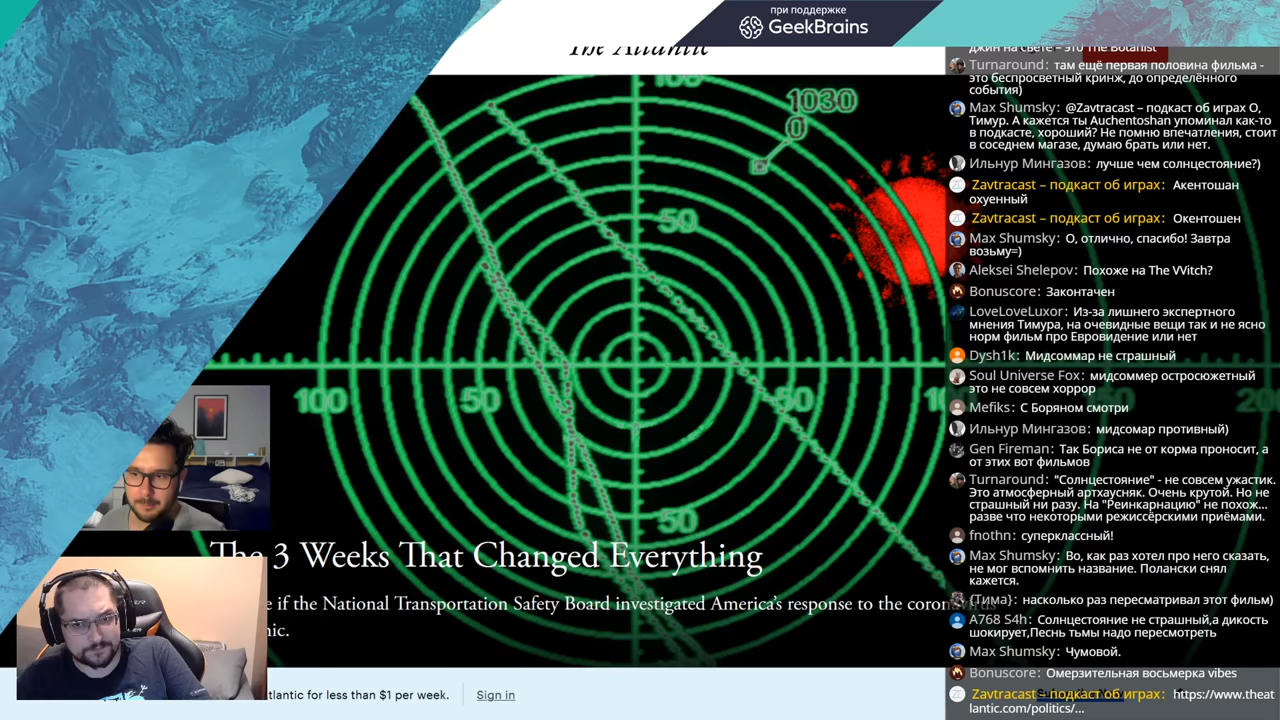 при поддержке
GeekBrains
The Atlantic
100
1030
0
50
100
50
50
50
The 3 Weeks That Changed Everything
e if the National Transportation Safety Board investigated America's response to the coronavirus
nic.
tlantic for less than $1 per week.
Sign in
джин на свете – это The Botanist
Turnaround: там ещё первая половина фильма -
это беспросветный кринж, до определённого
события)
Max Shumsky: @Zavtracast – подкаст об играх О,
Тимур. А кажется ты Auchentoshan упоминал как-то
в подкасте, хороший? Не помню впечатления, стоит
в соседнем магазе, думаю брать или нет.
Ильнур Мингазов: лучше чем солнцестояние?)
Zavtracast – подкаст об играх: Акентошан
охуенный
Zavtracast – подкаст об играх: Окентошен
Max Shumsky: О, отлично, спасибо! Завтра
возьму=)
Aleksei Shelepov: Похоже на The VVitch?
Bonuscore: Законтачен
LoveLoveLuxor: Из-за лишнего экспертного
мнения Тимура, на очевидные вещи так и не ясно
норм фильм про Евровидение или нет
Dysh1k: Мидсоммар не страшный
Soul Universe Fox: мидсоммер остросюжетный
это не совсем хоррор
Mefiks: С Боряном смотри
Ильнур Мингазов: мидсомар противный)
Gen Fireman: Так Бориса не от корма проносит, а
от этих вот фильмов
Turnaround: "Солнцестояние" - не совсем ужастик.
Это атмосферный артхаусняк. Очень крутой. Но не
страшный ни разу. На "Реинкарнацию" не похож...
разве что некоторыми режиссёрскими приёмами.
fnothn: суперклассный!
Max Shumsky: Во, как раз хотел про него сказать,
не мог вспомнить название. Полански снял
кажется.
{Тима}: насколько раз пересматривал этот фильм)
A768 S4h: Солнцестояние не страшный,а дикость
шокирует,Песнь тьмы надо пересмотреть
Max Shumsky: Чумовой.
Bonuscore: Омерзительная восьмерка vibes
Zavtracast – подкаст об играх: https://www.theat
lantic.com/politics/...